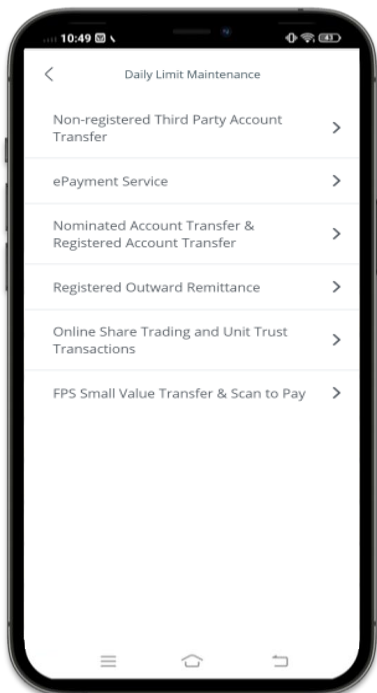 10:49
Daily Limit Maintenance
Non-registered Third Party Account
Transfer
ePayment Service
Nominated Account Transfer &
Registered Account Transfer
Registered Outward Remittance
Online Share Trading and Unit Trust
Transactions
FPS Small Value Transfer & Scan to Pay